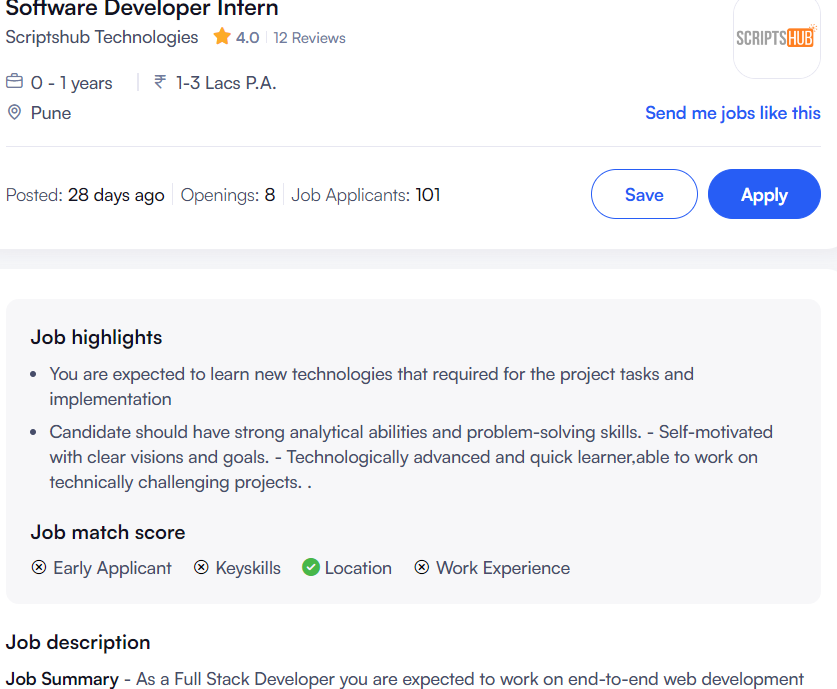 Software Developer Intern
Scriptshub Technologies 4.0 12 Reviews
SCRIPTSHUB
0 - 1 years ₹ 1-3 Lacs P.A.
Pune
Send me jobs like this
Posted: 28 days ago Openings: 8 Job Applicants: 101
Save
Apply
Job highlights
• You are expected to learn new technologies that required for the project tasks and
implementation
• Candidate should have strong analytical abilities and problem-solving skills. - Self-motivated
with clear visions and goals. - Technologically advanced and quick learner,able to work on
technically challenging projects. .
Job match score
Early Applicant Keyskills Location Work Experience
Job description
Job Summary - As a Full Stack Developer you are expected to work on end-to-end web development